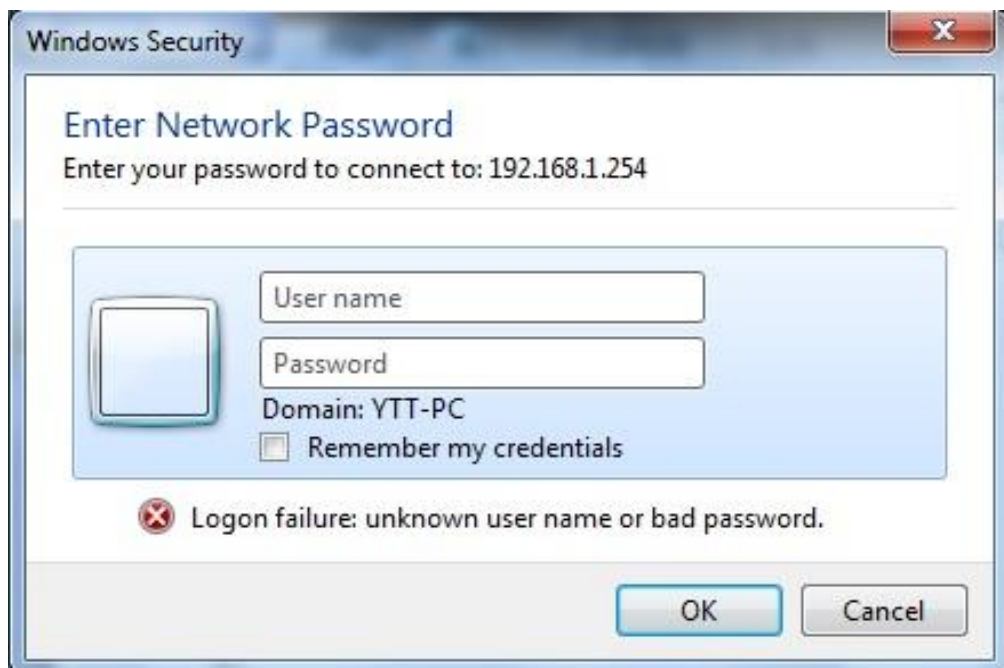 Windows Security
Enter Network Password
Enter your password to connect to: 192.168.1.254
User name
Password
Domain: YTT-PC
Remember my credentials
Logon failure: unknown user name or bad password.
OK Cancel